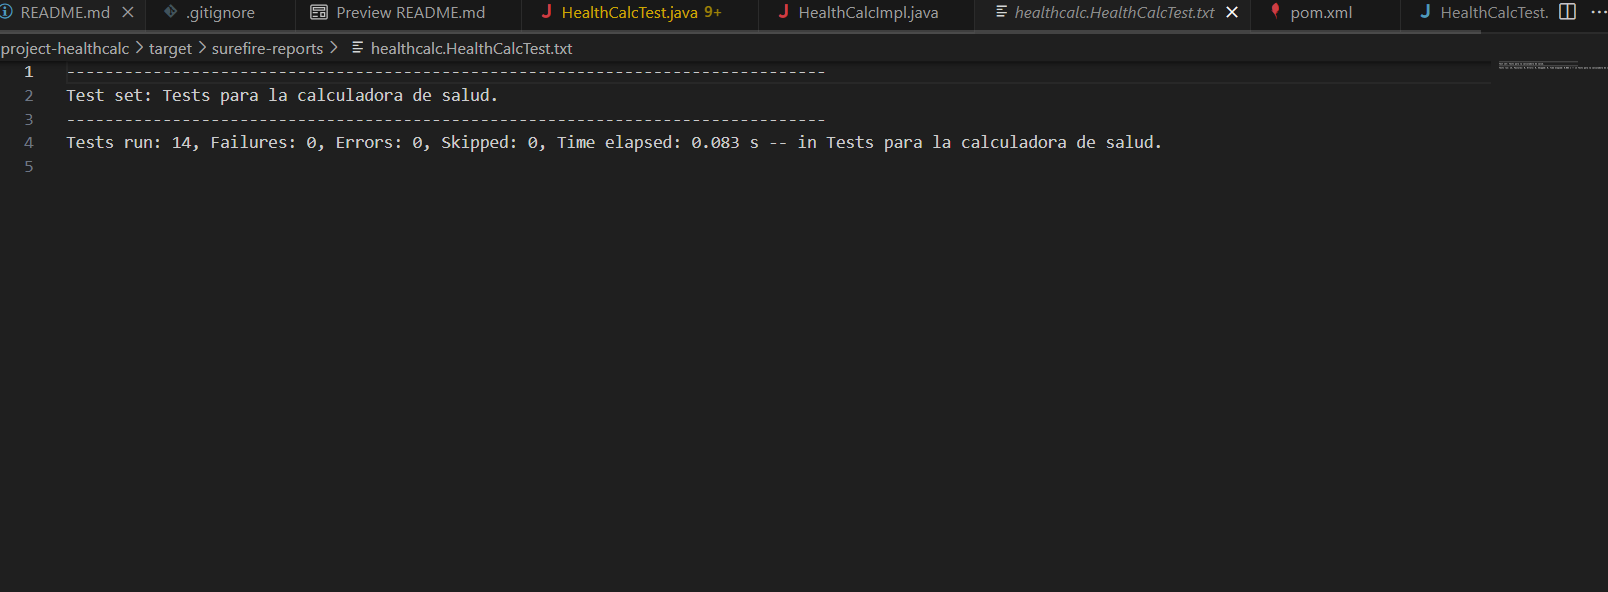 README.md .gitignore Preview README.md HealthCalcTest.java 9+ HealthCalcImpl.java healthcalc.HealthCalcTest.txt pom.xml HealthCalcTest.
project-healthcalc > target > surefire-reports > healthcalc.HealthCalcTest.txt
1 -------------------------------------------------------------------------------
2 Test set: Tests para la calculadora de salud.
3 -------------------------------------------------------------------------------
4 Tests run: 14, Failures: 0, Errors: 0, Skipped: 0, Time elapsed: 0.083 s -- in Tests para la calculadora de salud.
5